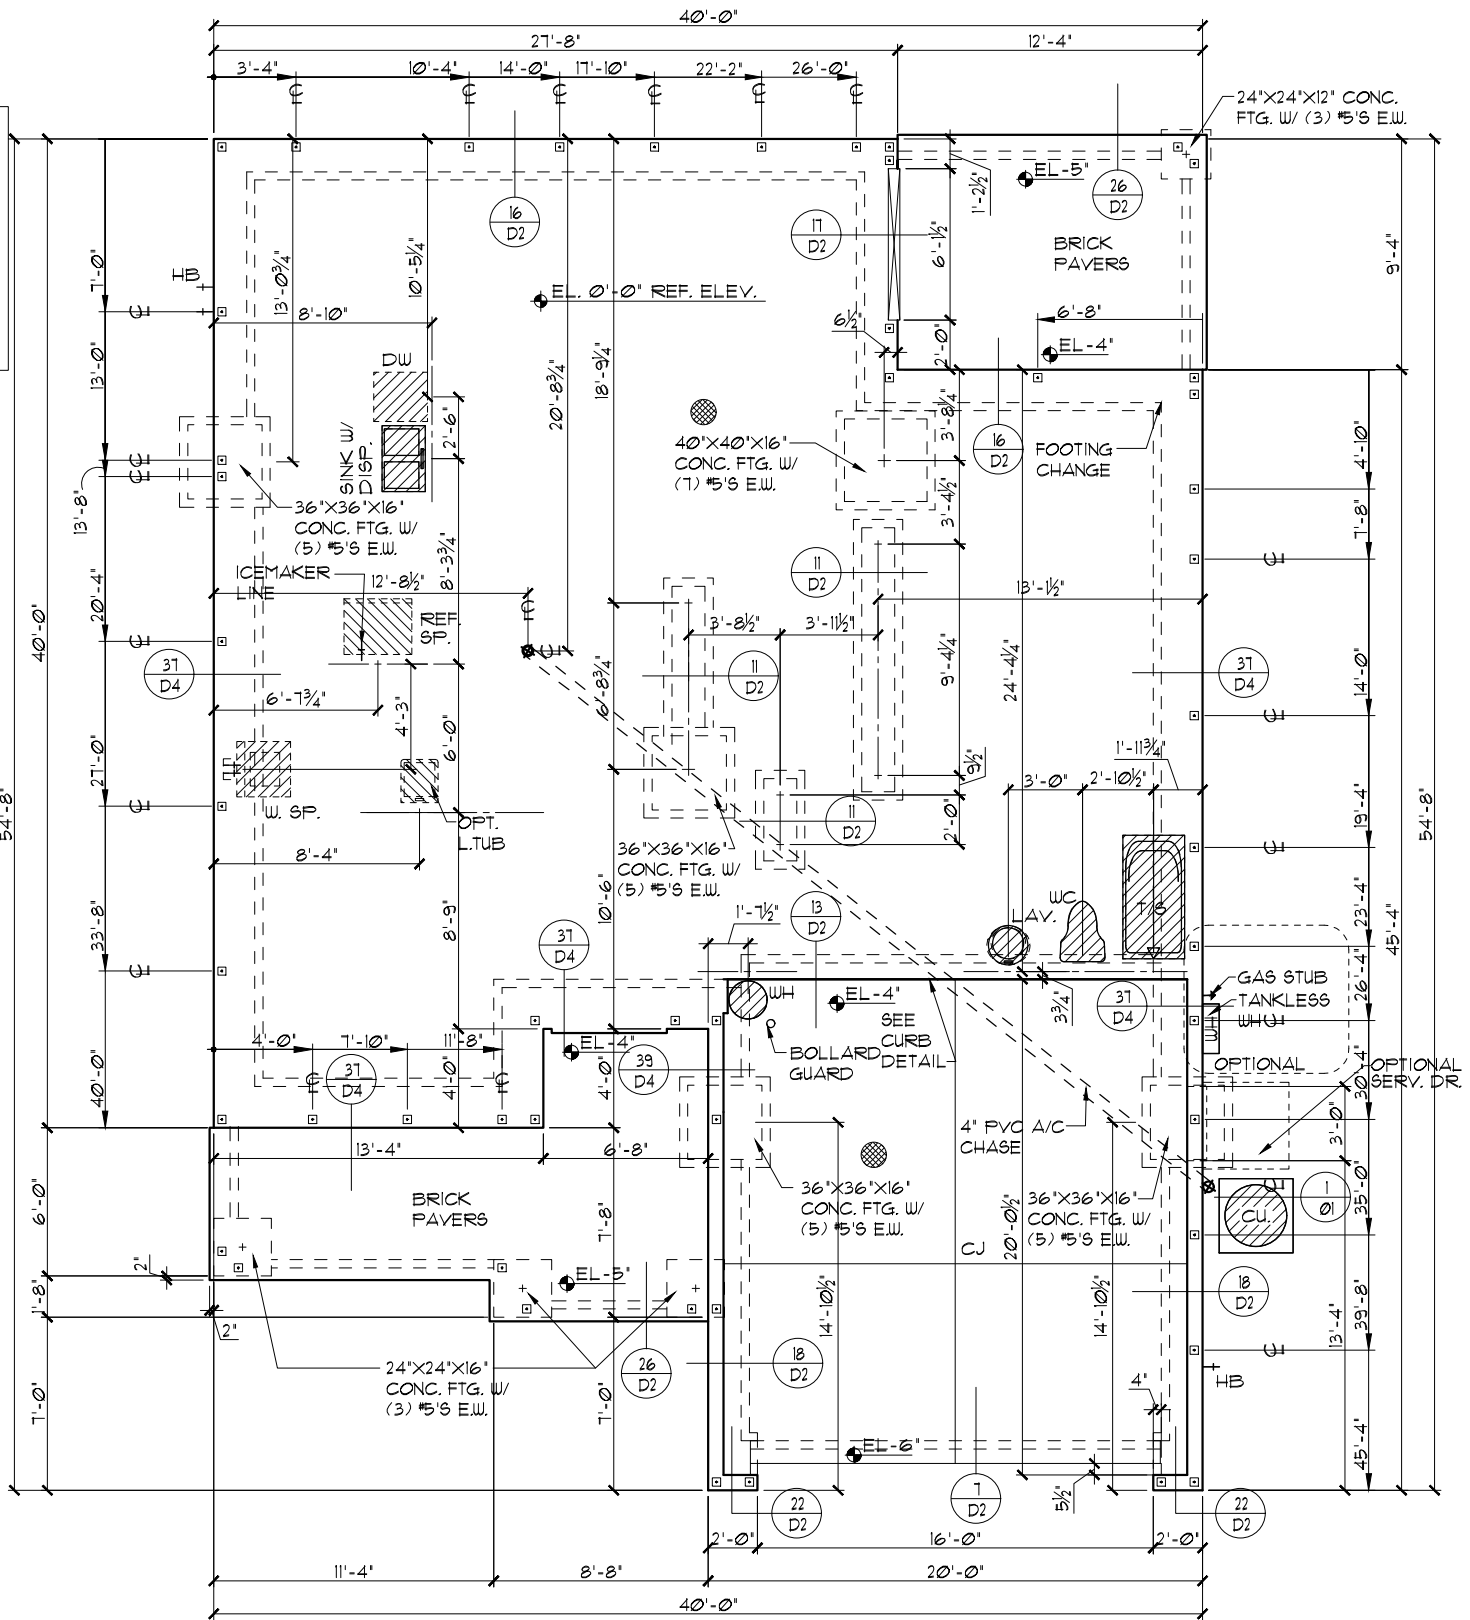 40'-0"
27'-8"
12'-4"
3'-4"
10'-4"
14'-0"
17'-10"
22'-2"
26'-0"
24"X24"X12" CONC.
FTG. W/ (3) #5'S E.W.
EL-5"
26
D2
16
D2
17
D2
1'-2½"
6'-1½"
BRICK
PAVERS
9'-4"
7'-0"
HB
13'-0¾"
10'-5¼"
EL. 0'-0" REF. ELEV.
8'-10"
6½"
6'-8"
EL-4"
2'-0"
13'-0"
DW
20'-8¾"
18'-9¼"
2'-6"
3'-8¼"
SINK W/
DISP.
40"X40"X16"
CONC. FTG. W/
(7) #5'S E.W.
16
D2
FOOTING
CHANGE
4'-10"
13'-8"
36"X36"X16"
CONC. FTG. W/
(5) #5'S E.W.
3'-4½"
7'-8"
8'-3¾"
ICEMAKER
LINE
12'-8½"
11
D2
13'-1½"
20'-4"
40'-0"
REF.
SP.
3'-8½"
3'-11½"
37
D4
11
D2
9'-4¼"
24'-4¼"
37
D4
14'-0"
6'-7¾"
4'-3"
6'-8¾"
6'-0"
27'-0"
54'-8"
W. SP.
OPT.
L.TUB
9½"
3'-0"
2'-10½"
1'-11¾"
11
D2
2'-0"
19'-4"
54'-8"
8'-4"
36"X36"X16"
CONC. FTG. W/
(5) #5'S E.W.
10'-6"
8'-9"
33'-8"
37
D4
1'-7½"
13
D2
LAV.
WC
T/S
23'-4"
45'-4"
WH
EL-4"
3¾"
37
D4
GAS STUB
TANKLESS
WH
WH
26'-4"
SEE
CURB
DETAIL
BOLLARD
GUARD
4'-0"
7'-10"
11'-8"
EL-4"
39
D4
37
D4
4'-0"
4'-0"
40'-0"
OPTIONAL
OPTIONAL
SERV. DR.
30'-4"
3'-0"
4" PVC A/C
CHASE
13'-4"
6'-8"
BRICK
PAVERS
36"X36"X16"
CONC. FTG. W/
(5) #5'S E.W.
36"X36"X16"
CONC. FTG. W/
(5) #5'S E.W.
1
01
C.U.
35'-0"
6'-0"
7'-8"
CJ
20'-0½"
2"
EL-5"
18
D2
1'-8"
2"
14'-10½"
14'-10½"
13'-4"
39'-8"
24"X24"X16"
CONC. FTG. W/
(3) #5'S E.W.
26
D2
18
D2
4"
HB
7'-0"
7'-0"
EL-6"
45'-4"
5½"
7
D2
22
D2
22
D2
2'-0"
16'-0"
2'-0"
11'-4"
8'-8"
20'-0"
40'-0"